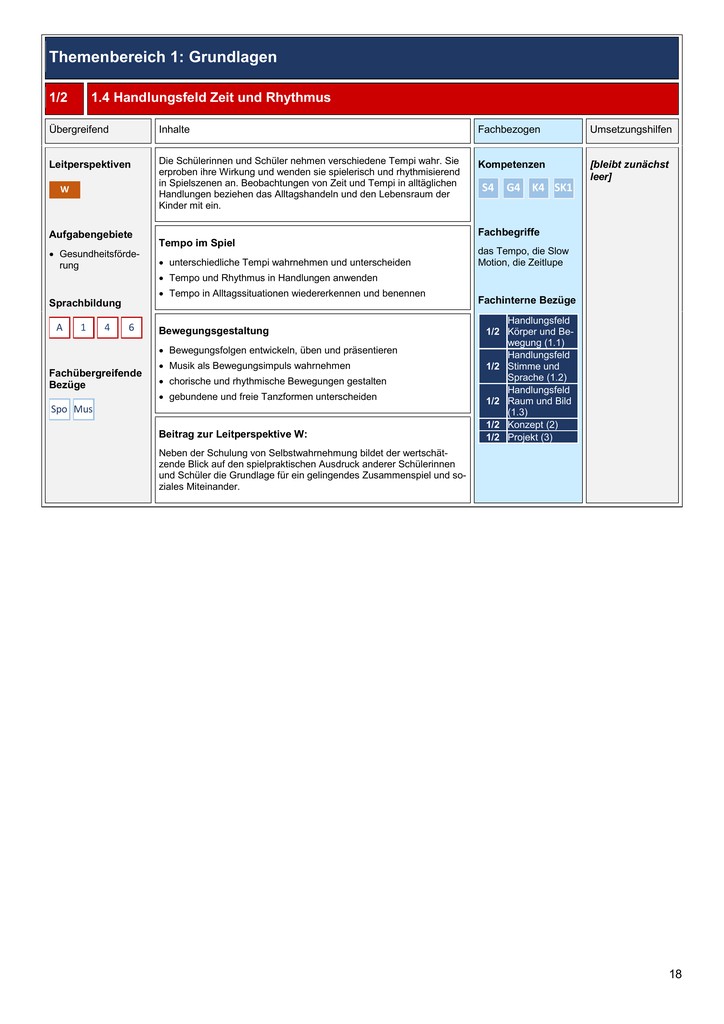 Themenbereich 1: Grundlagen
1/2 1.4 Handlungsfeld Zeit und Rhythmus
Übergreifend
Inhalte
Fachbezogen
Umsetzungshilfen
Leitperspektiven
W
Aufgabengebiete
• Gesundheitsförde-
rung
Sprachbildung
A 1 4 6
Fachübergreifende
Bezüge
Spo Mus
Die Schülerinnen und Schüler nehmen verschiedene Tempi wahr. Sie
erproben ihre Wirkung und wenden sie spielerisch und rhythmisierend
in Spielszenen an. Beobachtungen von Zeit und Tempi in alltäglichen
Handlungen beziehen das Alltagshandeln und den Lebensraum der
Kinder mit ein.
Tempo im Spiel
• unterschiedliche Tempi wahrnehmen und unterscheiden
• Tempo und Rhythmus in Handlungen anwenden
• Tempo in Alltagssituationen wiedererkennen und benennen
Bewegungsgestaltung
• Bewegungsfolgen entwickeln, üben und präsentieren
• Musik als Bewegungsimpuls wahrnehmen
• chorische und rhythmische Bewegungen gestalten
• gebundene und freie Tanzformen unterscheiden
Beitrag zur Leitperspektive W:
Neben der Schulung von Selbstwahrnehmung bildet der wertschät-
zende Blick auf den spielpraktischen Ausdruck anderer Schülerinnen
und Schüler die Grundlage für ein gelingendes Zusammenspiel und so-
ziales Miteinander.
Kompetenzen
S4 G4 K4 SK1
Fachbegriffe
das Tempo, die Slow
Motion, die Zeitlupe
Fachinterne Bezüge
1/2 Handlungsfeld
Körper und Be-
wegung (1.1)
1/2 Handlungsfeld
Stimme und
Sprache (1.2)
1/2 Handlungsfeld
Raum und Bild
(1.3)
1/2 Konzept (2)
1/2 Projekt (3)
[bleibt zunächst
leer]
18